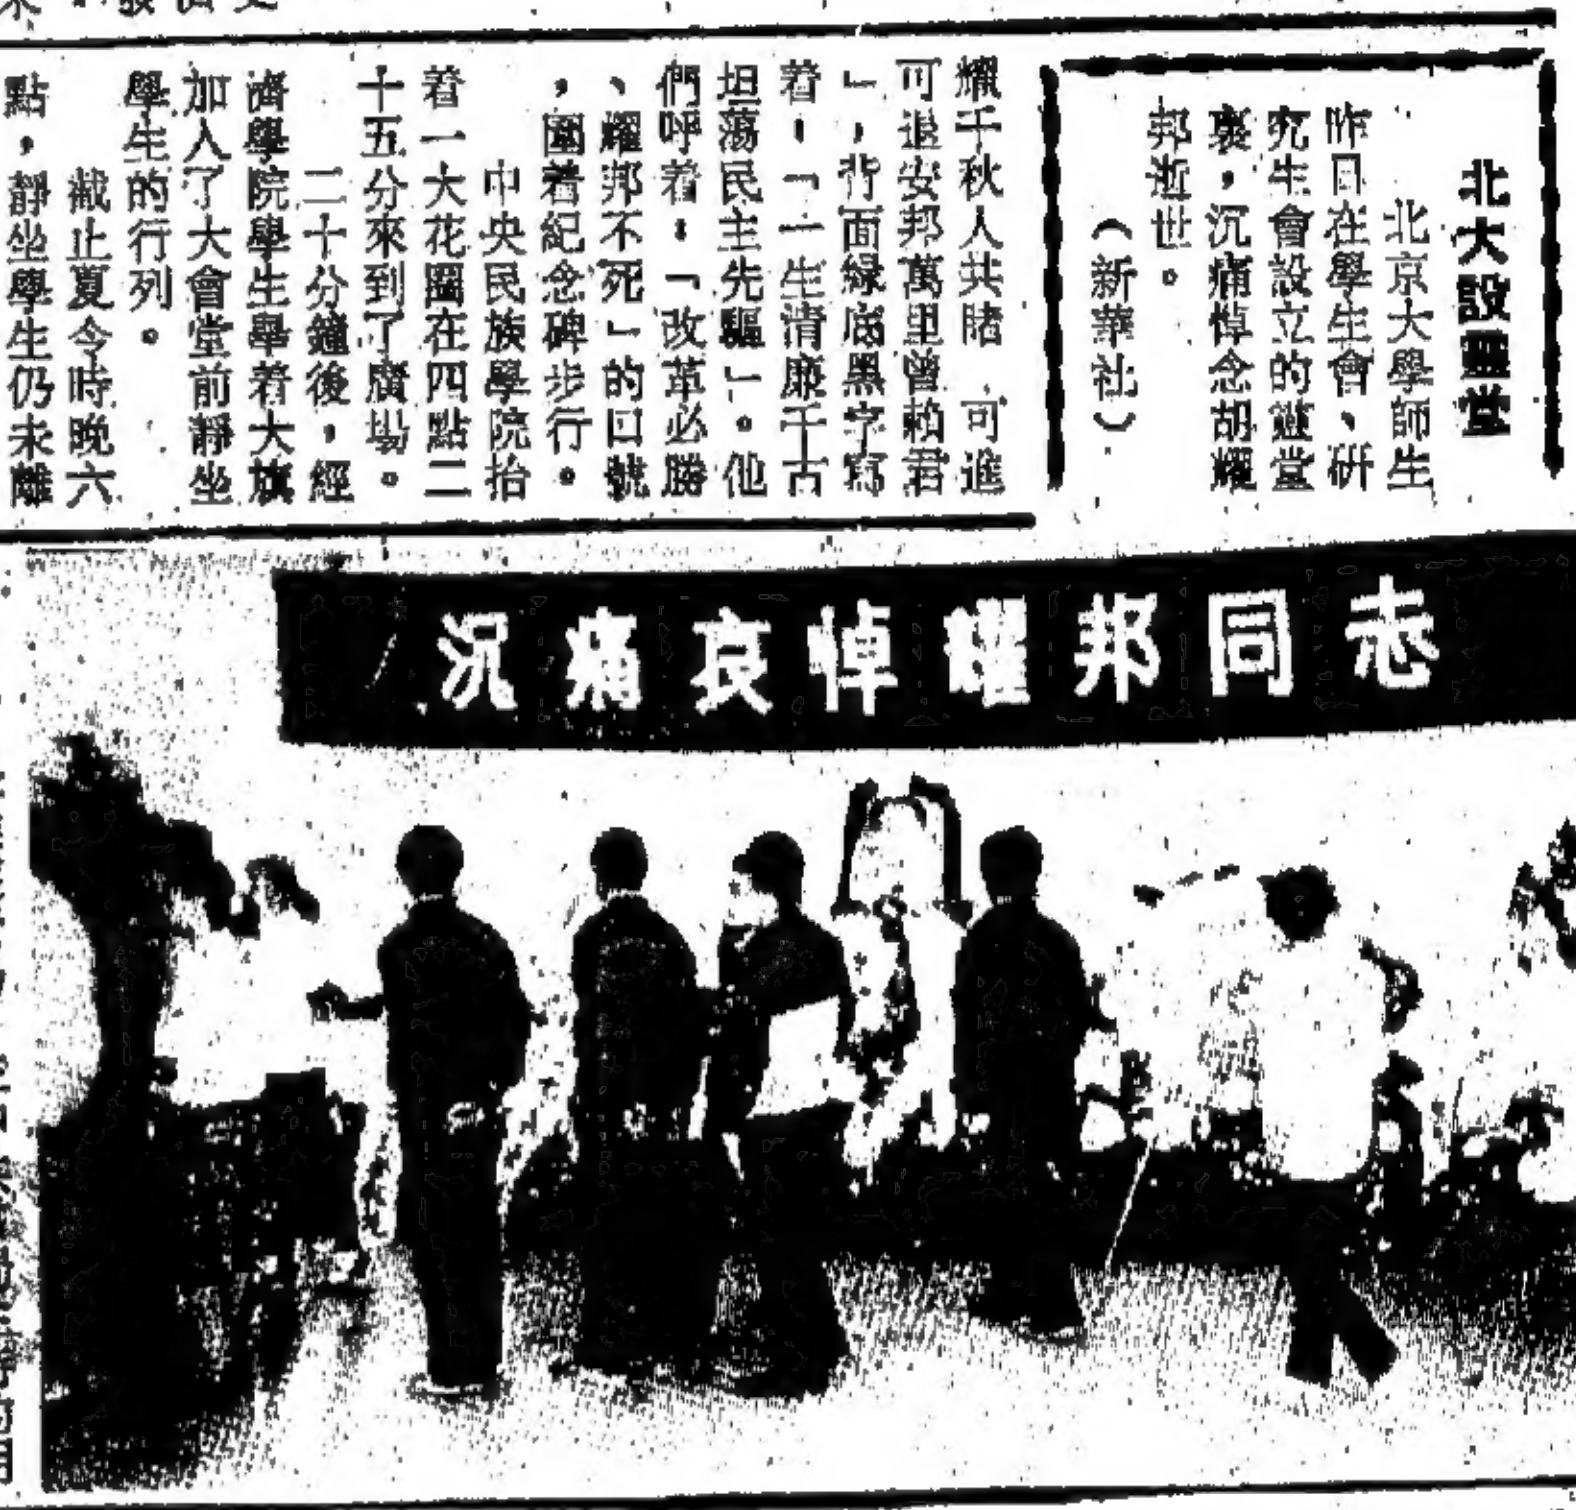 北大設靈堂
北京大學師生
昨日在學生會、研
究生會設立的靈堂
裏，沉痛悼念胡耀
邦逝世。
（新華社）
耀千秋人共睹 可進
可退安邦萬里曾賴君
」，背面緑底黑字寫
着，「一生清廉千古
坦蕩民主先驅」。他
們呼着：「改革必勝
、耀邦不死」的口號
，圍着紀念碑步行。
中央民族學院抬
着一大花圈在四點二
十五分來到了廣場。
二十分鐘後，經
濟學院學生舉着大旗
加入了大會堂前靜坐
學生的行列。
截止夏令時晚六
點，靜坐學生仍未離
沉痛哀悼耀邦同志